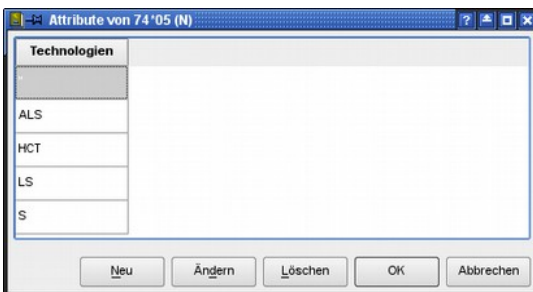 Attribute von 74*05 (N)
Technologien
ALS
HCT
LS
S
Neu Ändern Löschen OK Abbrechen